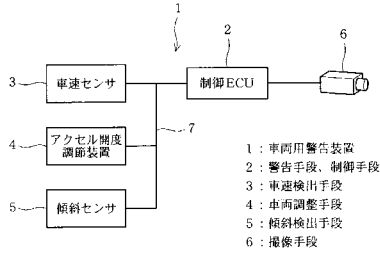 1
2
6
3
車速センサ
制御ECU
4
アクセル開度
調節装置
7
5
傾斜センサ
1：車両用警告装置
2：警告手段、制御手段
3：車速検出手段
4：車両調整手段
5：傾斜検出手段
6：撮像手段